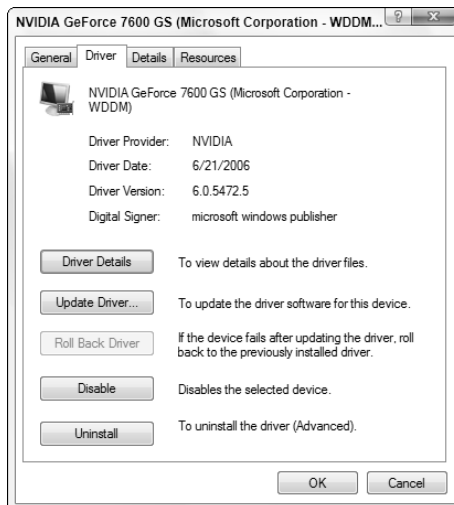 NVIDIA GeForce 7600 GS (Microsoft Corporation - WDDM...
General Driver Details Resources
NVIDIA GeForce 7600 GS (Microsoft Corporation -
WDDM)
Driver Provider: NVIDIA
Driver Date: 6/21/2006
Driver Version: 6.0.5472.5
Digital Signer: microsoft windows publisher
Driver Details To view details about the driver files.
Update Driver... To update the driver software for this device.
Roll Back Driver If the device fails after updating the driver, roll
back to the previously installed driver.
Disable Disables the selected device.
Uninstall To uninstall the driver (Advanced).
OK Cancel